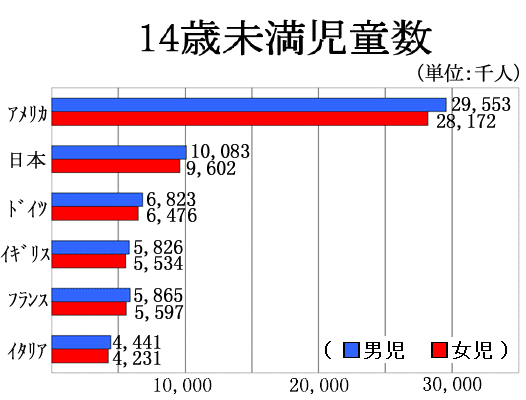 14歳未満児童数
(単位:千人)
ｱﾒﾘｶ 29,553
28,172
日本 10,083
9,602
ﾄﾞｲﾂ 6,823
6,476
ｲｷﾞﾘｽ 5,826
5,534
ﾌﾗﾝｽ 5,865
5,597
ｲﾀﾘｱ 4,441
4,231
( 男児 女児 )
10,000 20,000 30,000